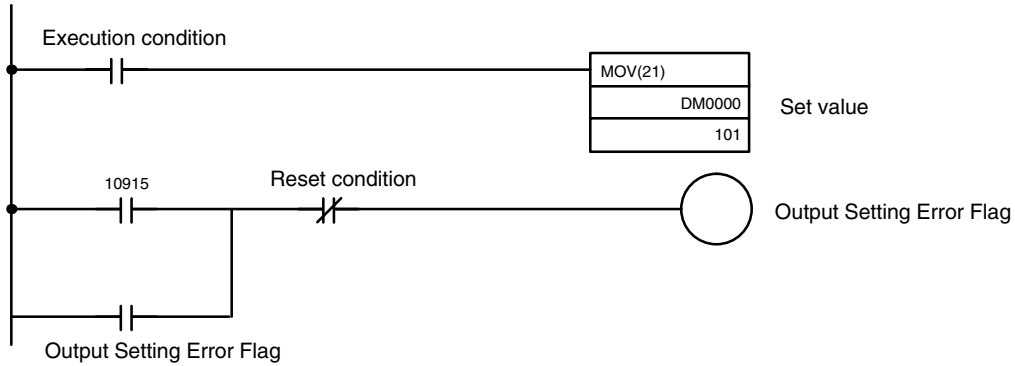 Execution condition
MOV(21)
DM0000
Set value
101
10915
Reset condition
Output Setting Error Flag
Output Setting Error Flag